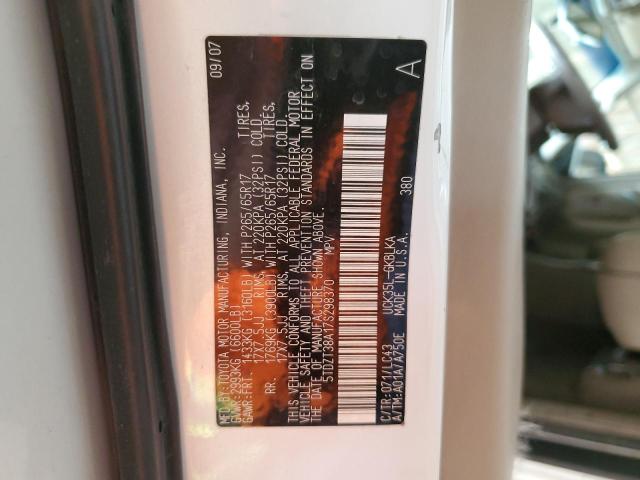 MFD BY: TOYOTA MOTOR MANUFACTURING, INDIANA, INC. 09/07
GVWR: 2993KG (6600LB)
GAWR: FRT. 1433KG (3160LB) WITH P265/65R17 TIRES,
17X7.5JJ RIMS, AT 220KPA (32PSI) COLD.
RR. 1769KG (3900LB) WITH P265/65R17 TIRES,
17X7.5JJ RIMS, AT 220KPA (32PSI) COLD.
THIS VEHICLE CONFORMS TO ALL APPLICABLE FEDERAL MOTOR
VEHICLE SAFETY AND THEFT PREVENTION STANDARDS IN EFFECT ON
THE DATE OF MANUFACTURE SHOWN ABOVE.
5TDZT38A17S298370 MPV
C/TR: 071/LC43 UCK35L-GKBLKA 380
A/TM: A01A/A750E MADE IN U.S.A. A